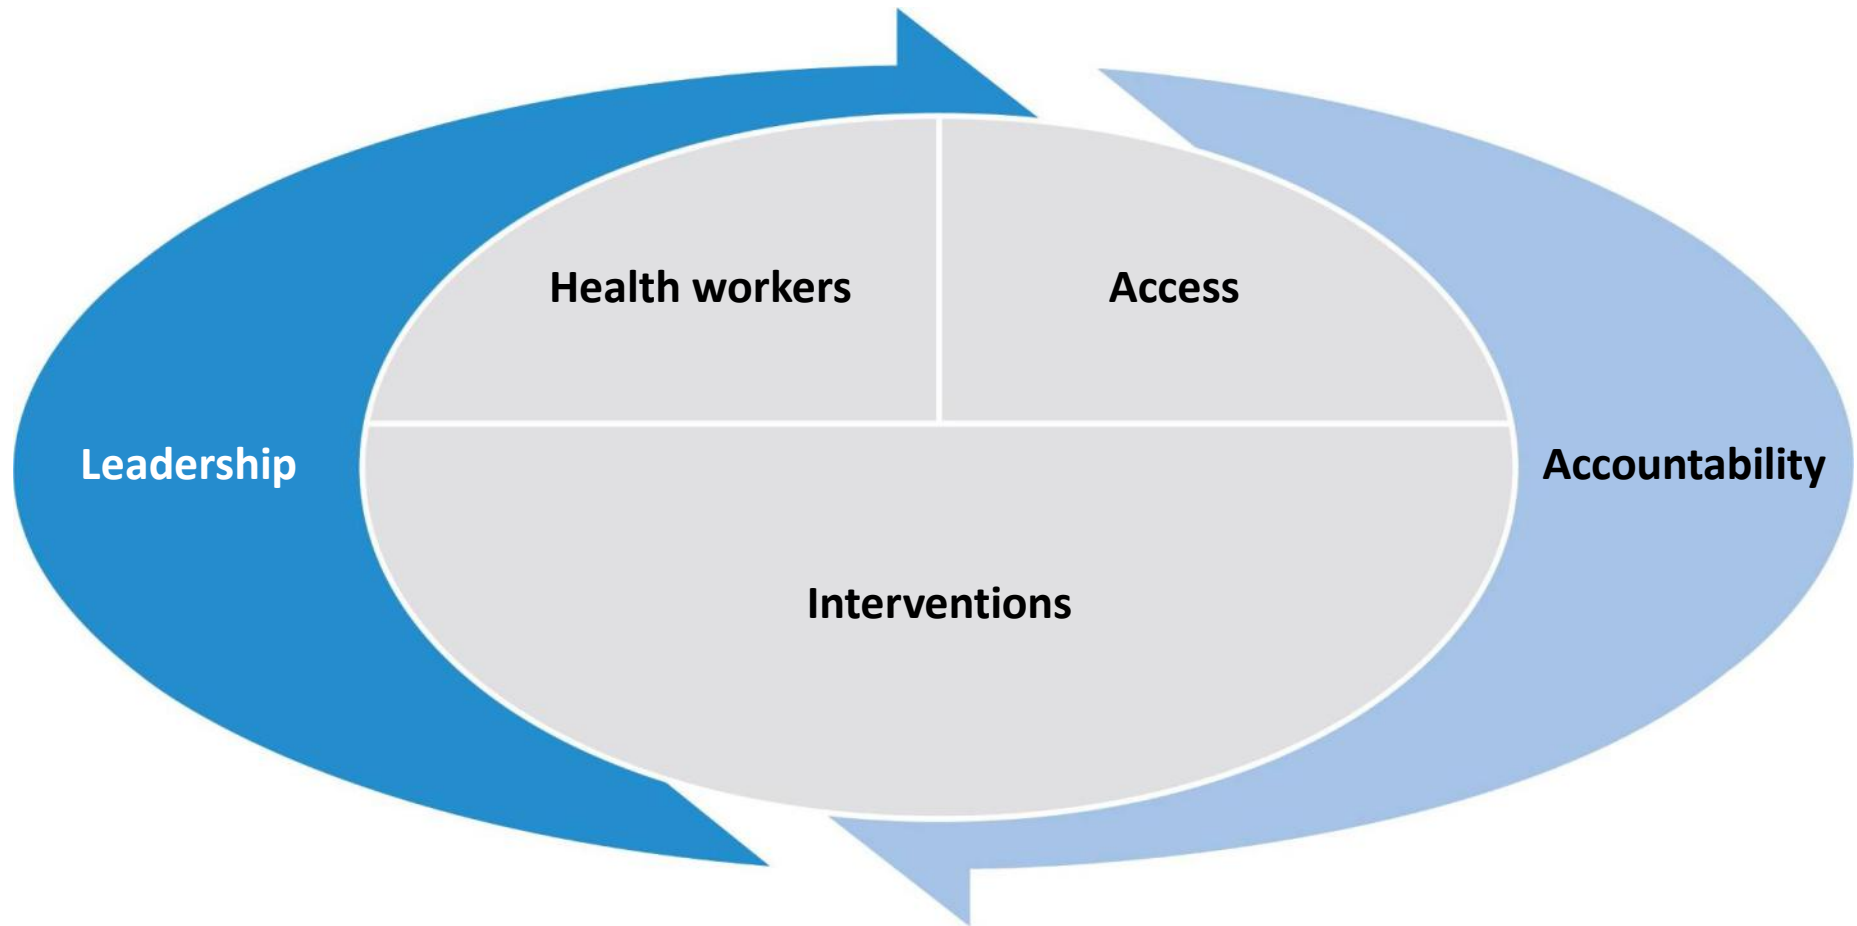 Health workers
Access
Leadership
Accountability
Interventions